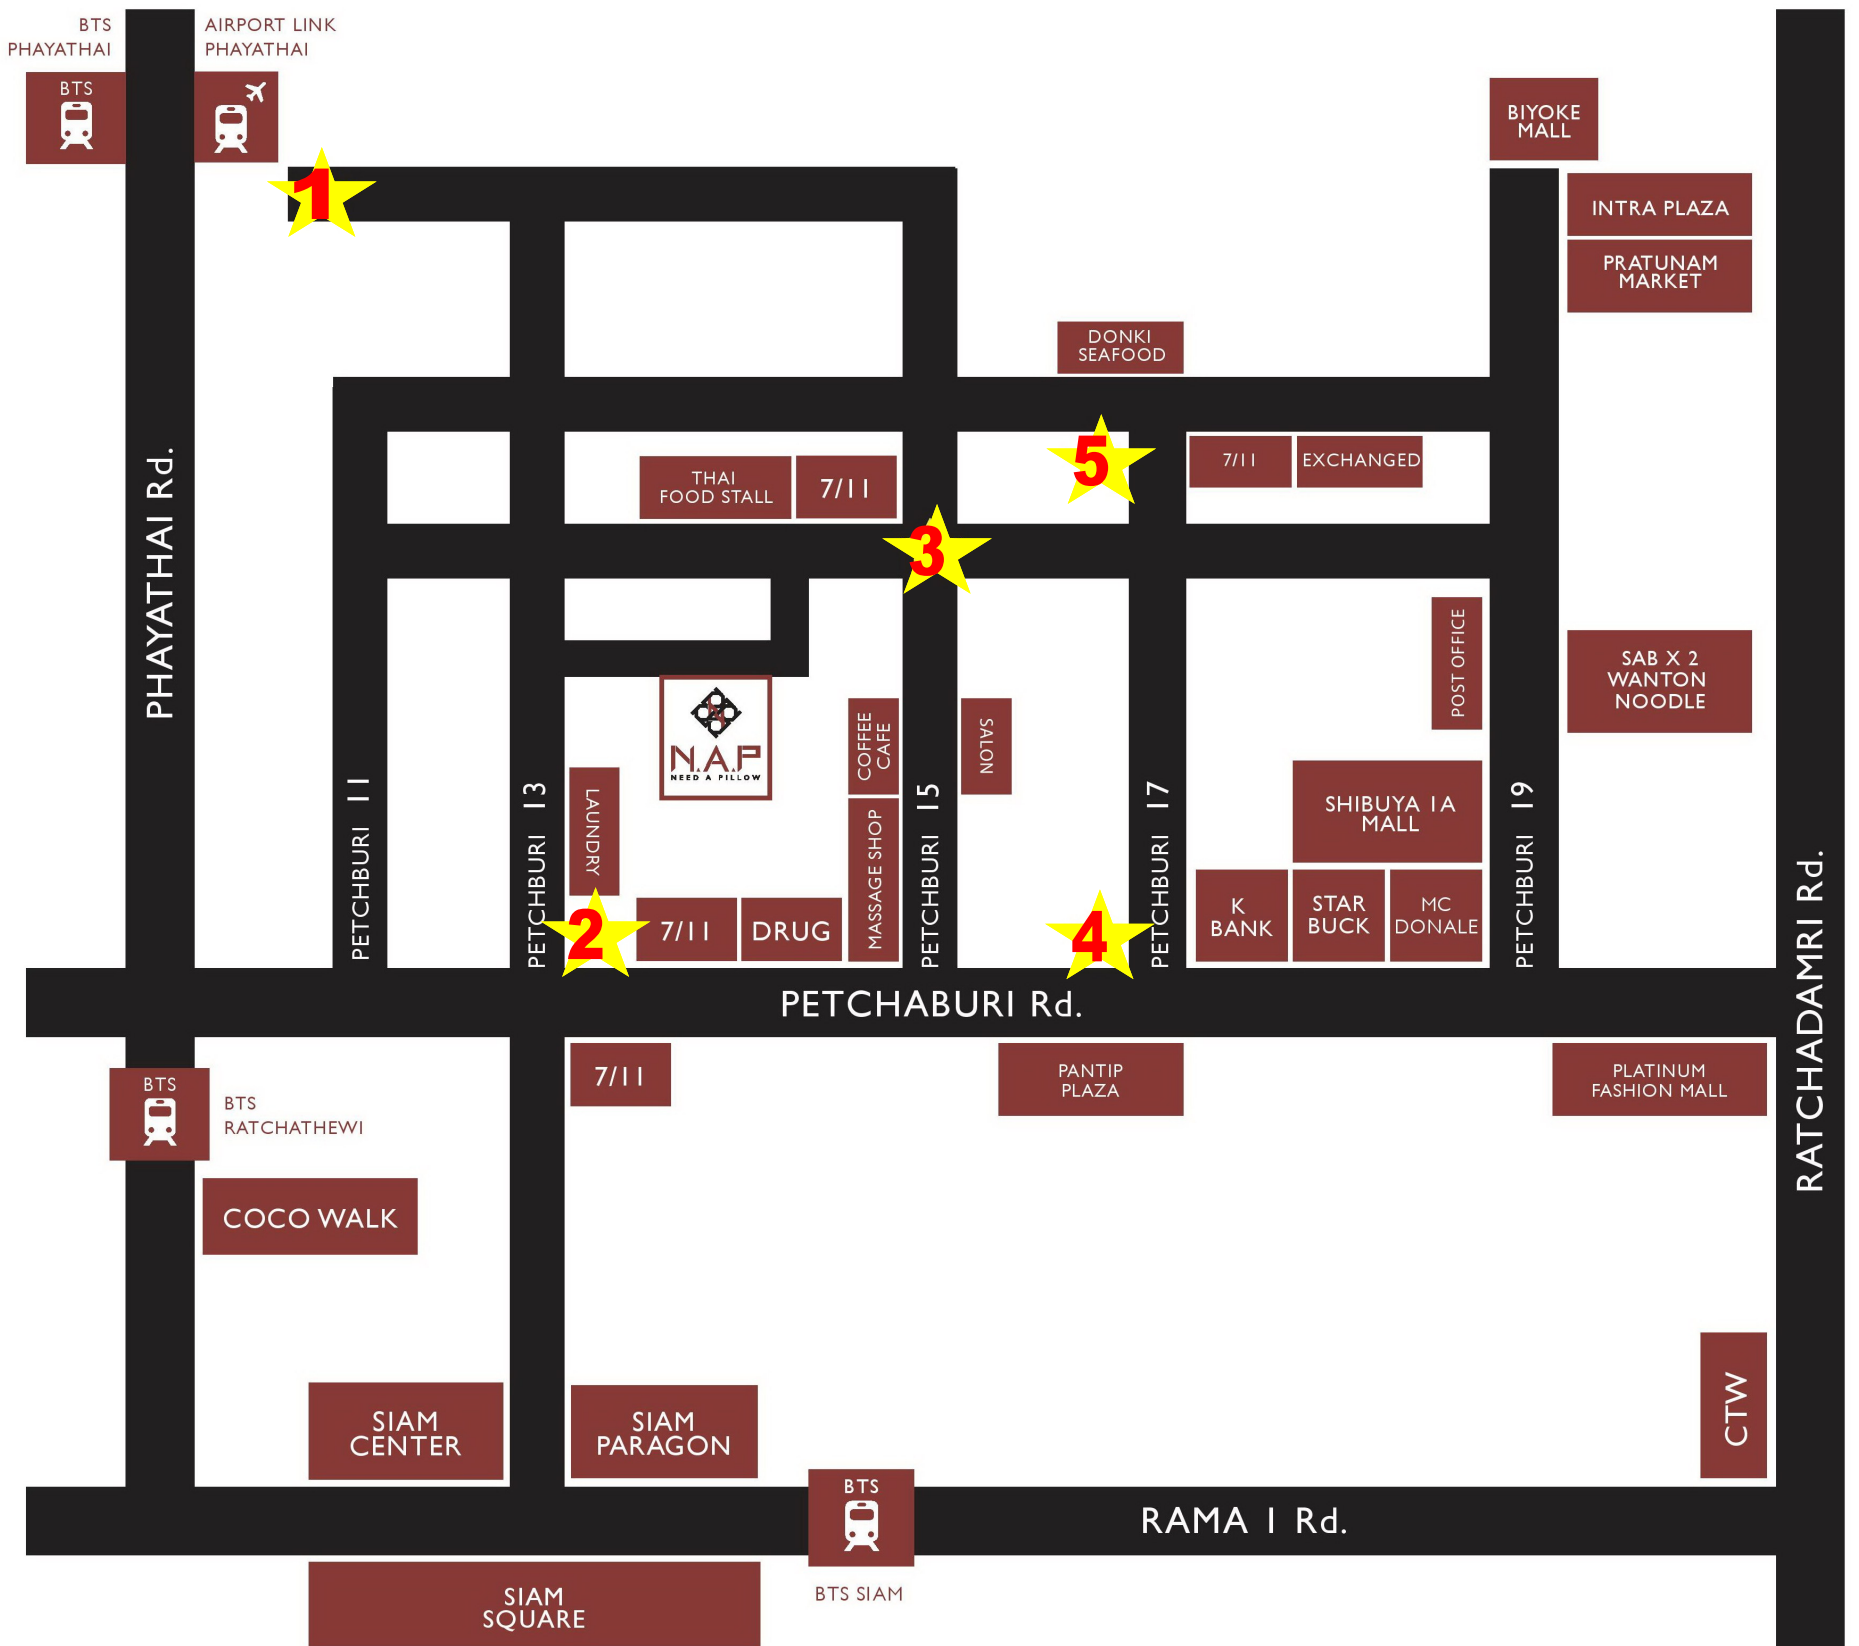 BTS
PHAYATHAI
AIRPORT LINK
PHAYATHAI
BTS
BIYOKE
MALL
1
INTRA PLAZA
PRATUNAM
MARKET
DONKI
SEAFOOD
5
7/11
EXCHANGED
THAI
FOOD STALL
7/11
3
PHAYATHAI Rd.
POST OFFICE
SAB X 2
WANTON
NOODLE
N.A.P
NEED A PILLOW
COFFEE
CAFE
SALON
LAUNDRY
MASSAGE SHOP
SHIBUYA 1A
MALL
PETCHBURI 11
PETCHBURI 13
PETCHBURI 15
PETCHBURI 17
PETCHBURI 19
2
7/11
DRUG
4
K
BANK
STAR
BUCK
MC
DONALE
RATCHADAMRI Rd.
PETCHABURI Rd.
BTS
BTS
RATCHATHEWI
7/11
PANTIP
PLAZA
PLATINUM
FASHION MALL
COCO WALK
SIAM
CENTER
SIAM
PARAGON
CTW
BTS
RAMA 1 Rd.
BTS SIAM
SIAM
SQUARE